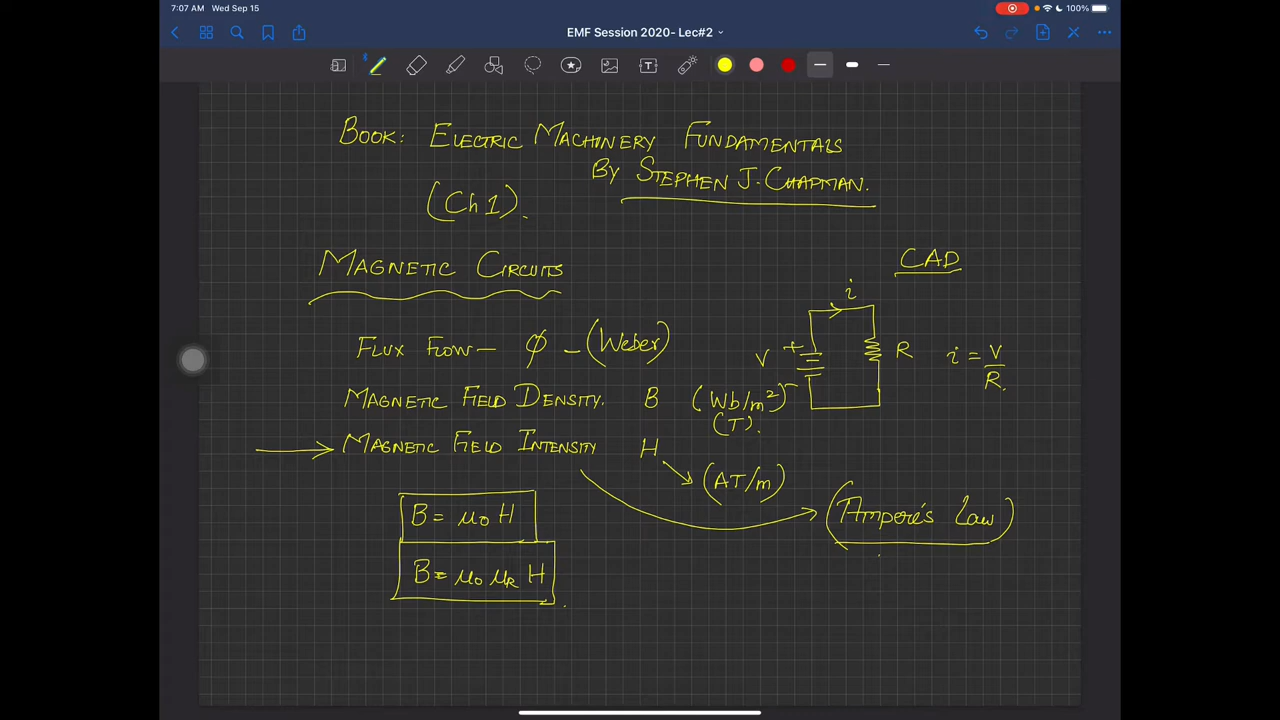 7:07 AM Wed Sep 15
100%
EMF Session 2020- Lec#2
BOOK: ELECTRIC MACHINERY FUNDAMENTALS
By STEPHEN J. CHAPMAN.
(Ch 1).
MAGNETIC CIRCUITS
CAD
i
FLUX FLOW - ϕ - (Weber)
V + R i = V/R.
MAGNETIC FIELD DENSITY. B (Wb/m²)
(T).
MAGNETIC FIELD INTENSITY H
(AT/m)
B = μ₀ H
(Ampere's Law)
B = μ₀ μR H